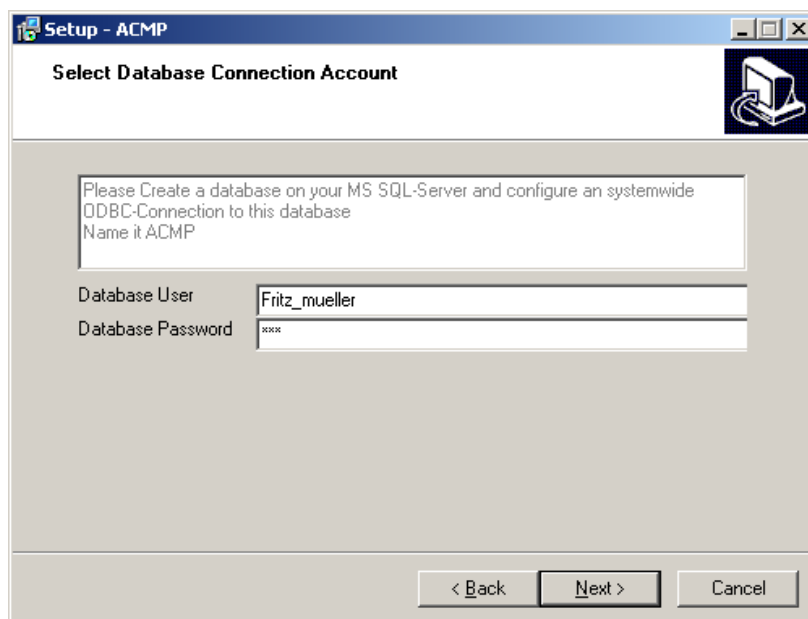 Setup - ACMP
Select Database Connection Account
Please Create a database on your MS SQL-Server and configure an systemwide
ODBC-Connection to this database
Name it ACMP
Database User
Fritz_mueller
Database Password
***
< Back
Next >
Cancel